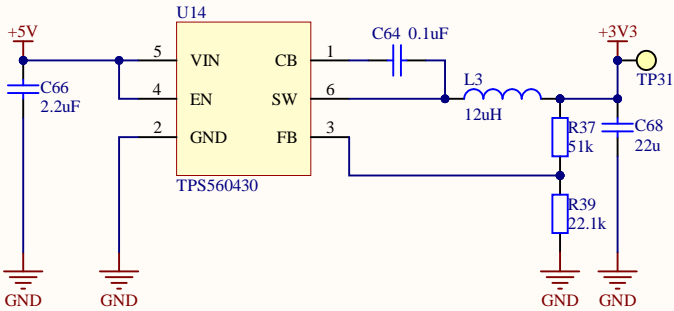 U14
+5V
C66
2.2uF
GND
5 VIN
4 EN
2 GND
CB 1
SW 6
FB 3
TPS560430
GND
C64 0.1uF
L3
12uH
+3V3
TP31
R37
51k
C68
22u
R39
22.1k
GND
GND